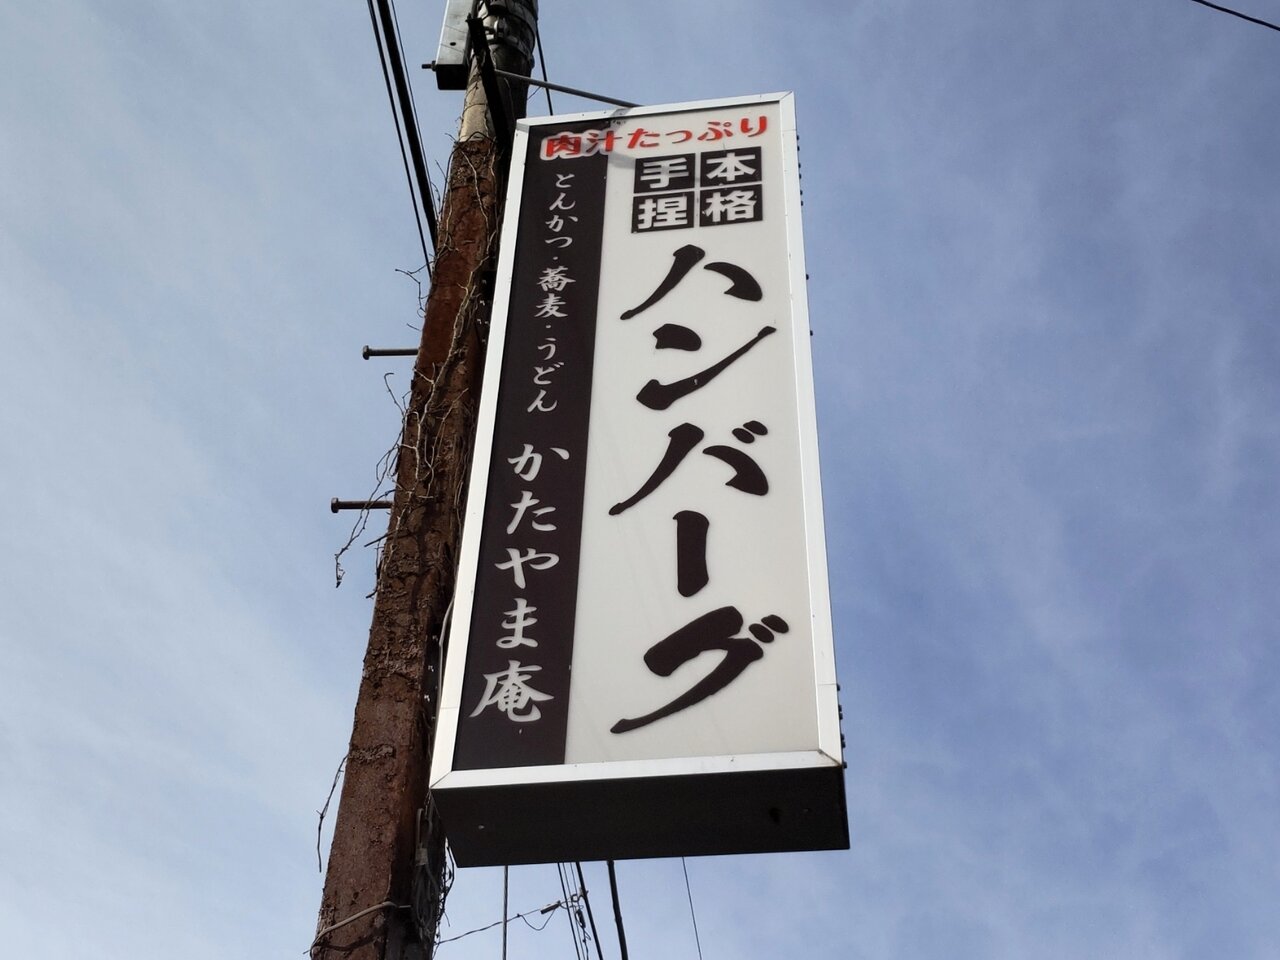 肉汁たっぷり
本格
手捏
ハンバーグ
とんかつ・蕎麦・うどん
かたやま庵